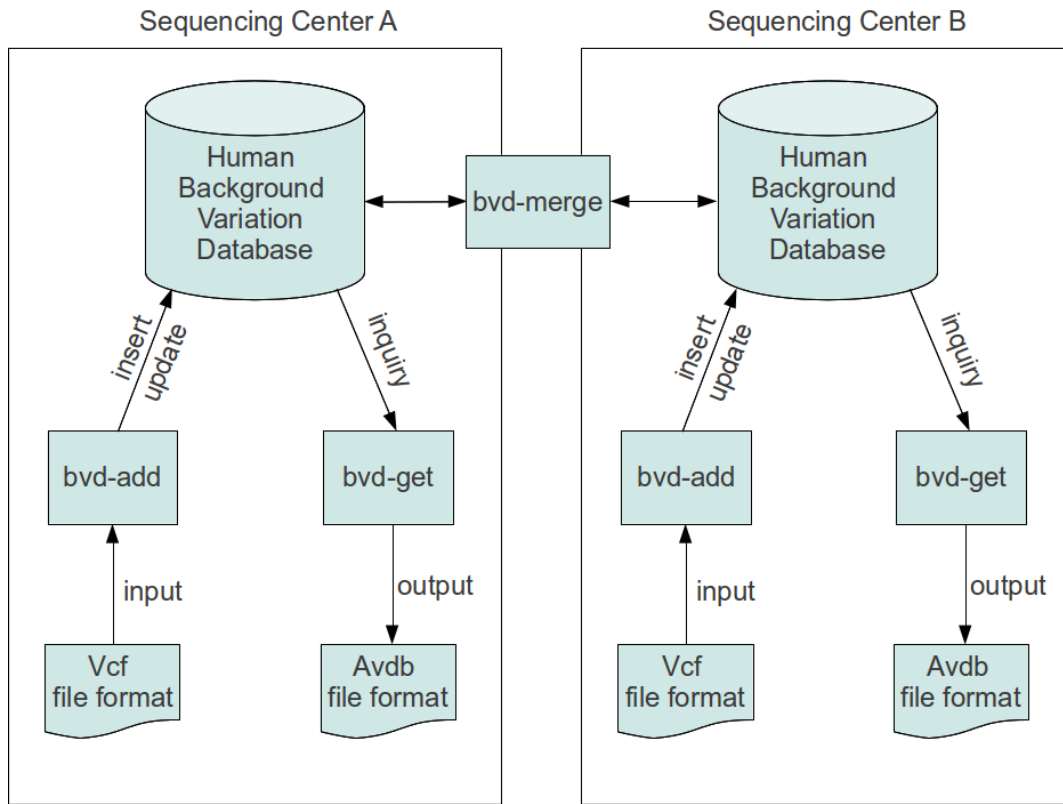 Sequencing Center A
Sequencing Center B
Human
Background
Variation
Database
bvd-merge
Human
Background
Variation
Database
insert
update
inquiry
insert
update
inquiry
bvd-add
bvd-get
bvd-add
bvd-get
input
output
input
output
Vcf
file format
Avdb
file format
Vcf
file format
Avdb
file format